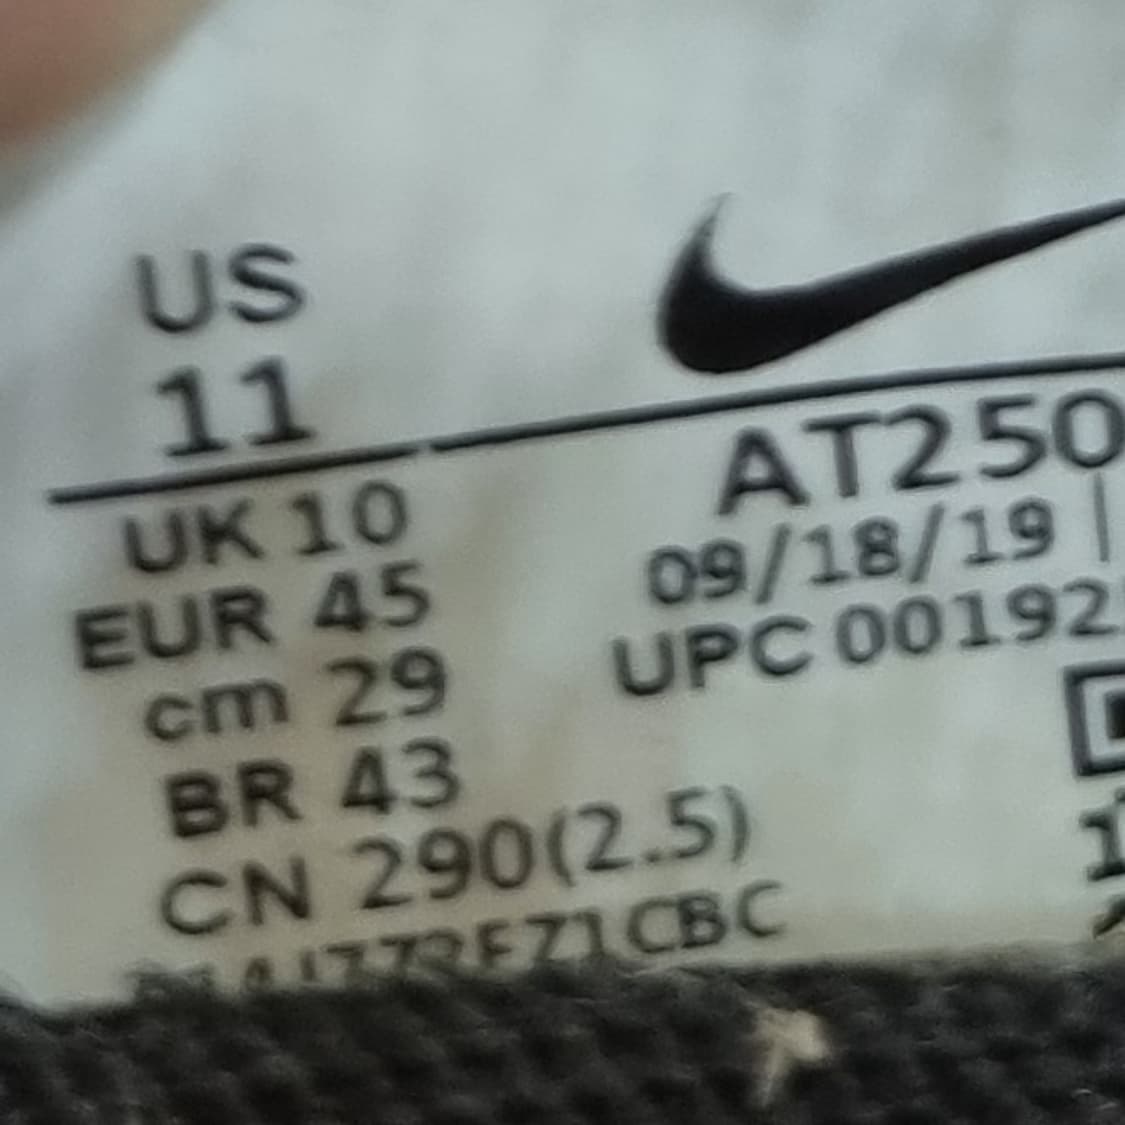 US
11
UK 10
EUR 45
cm 29
BR 43
CN 290(2.5)
AT250
09/18/19 |
UPC 00192